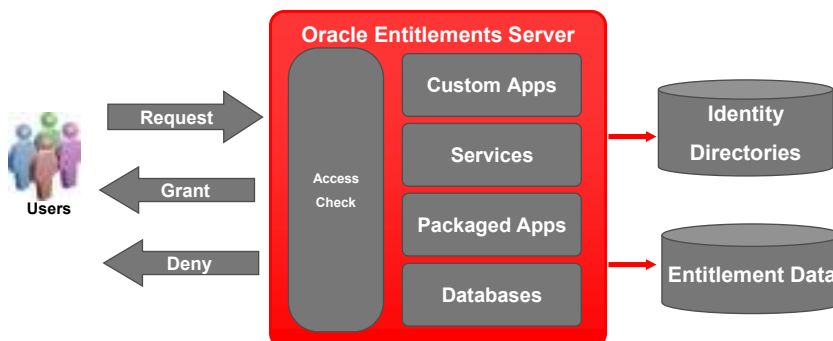 Oracle Entitlements Server
Users
Request
Grant
Deny
Access
Check
Custom Apps
Services
Packaged Apps
Databases
Identity
Directories
Entitlement Data